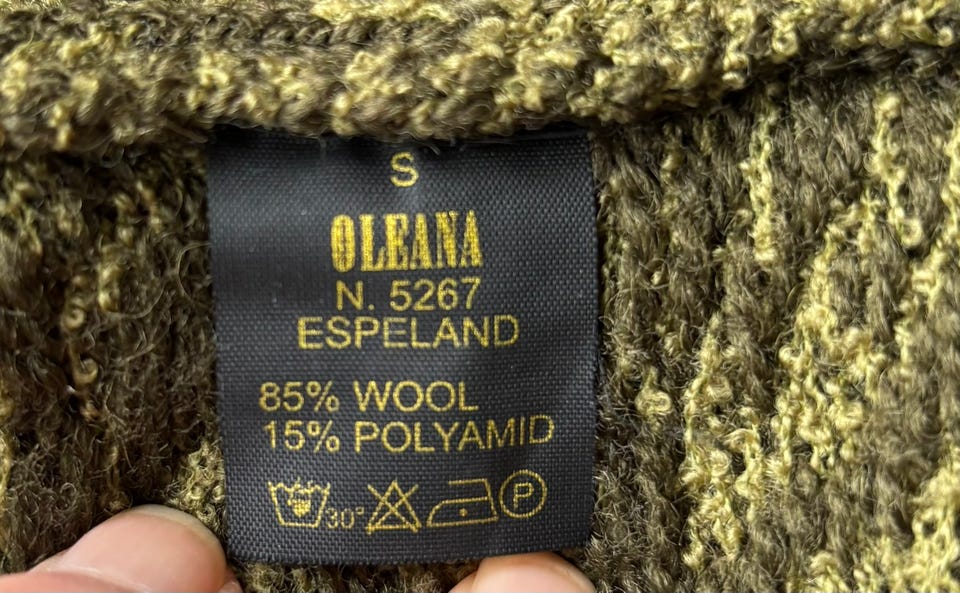 S
OLEANA
N. 5267
ESPELAND
85% WOOL
15% POLYAMID
30° P